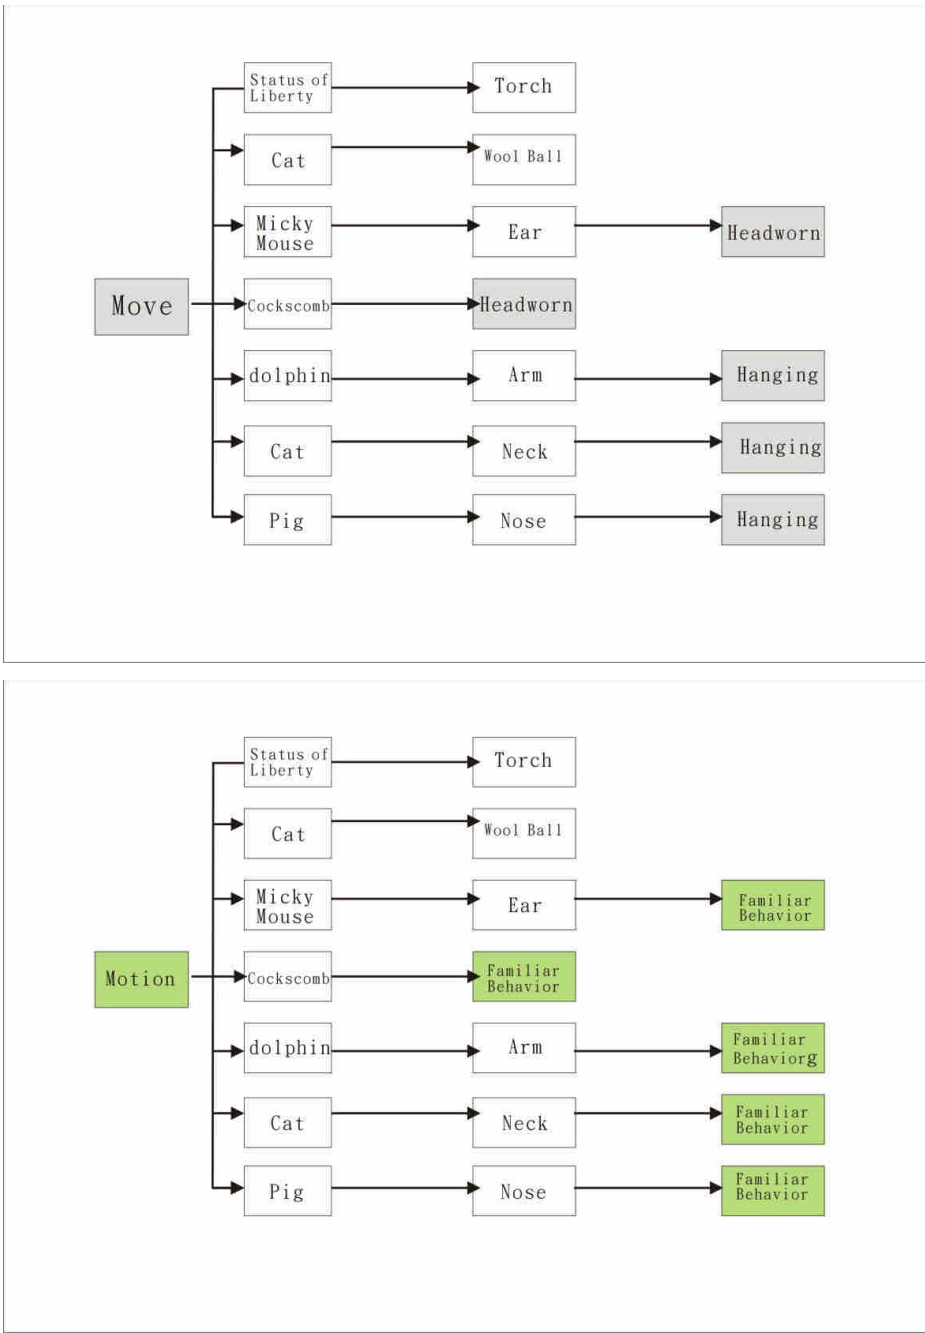 Status of
Liberty
Torch
Cat
Wool Ball
Micky
Mouse
Ear
Headworn
Move
Cockscomb
Headworn
dolphin
Arm
Hanging
Cat
Neck
Hanging
Pig
Nose
Hanging
Status of
Liberty
Torch
Cat
Wool Ball
Micky
Mouse
Ear
Familiar
Behavior
Motion
Cockscomb
Familiar
Behavior
dolphin
Arm
Familiar
Behaviorg
Cat
Neck
Familiar
Behavior
Pig
Nose
Familiar
Behavior